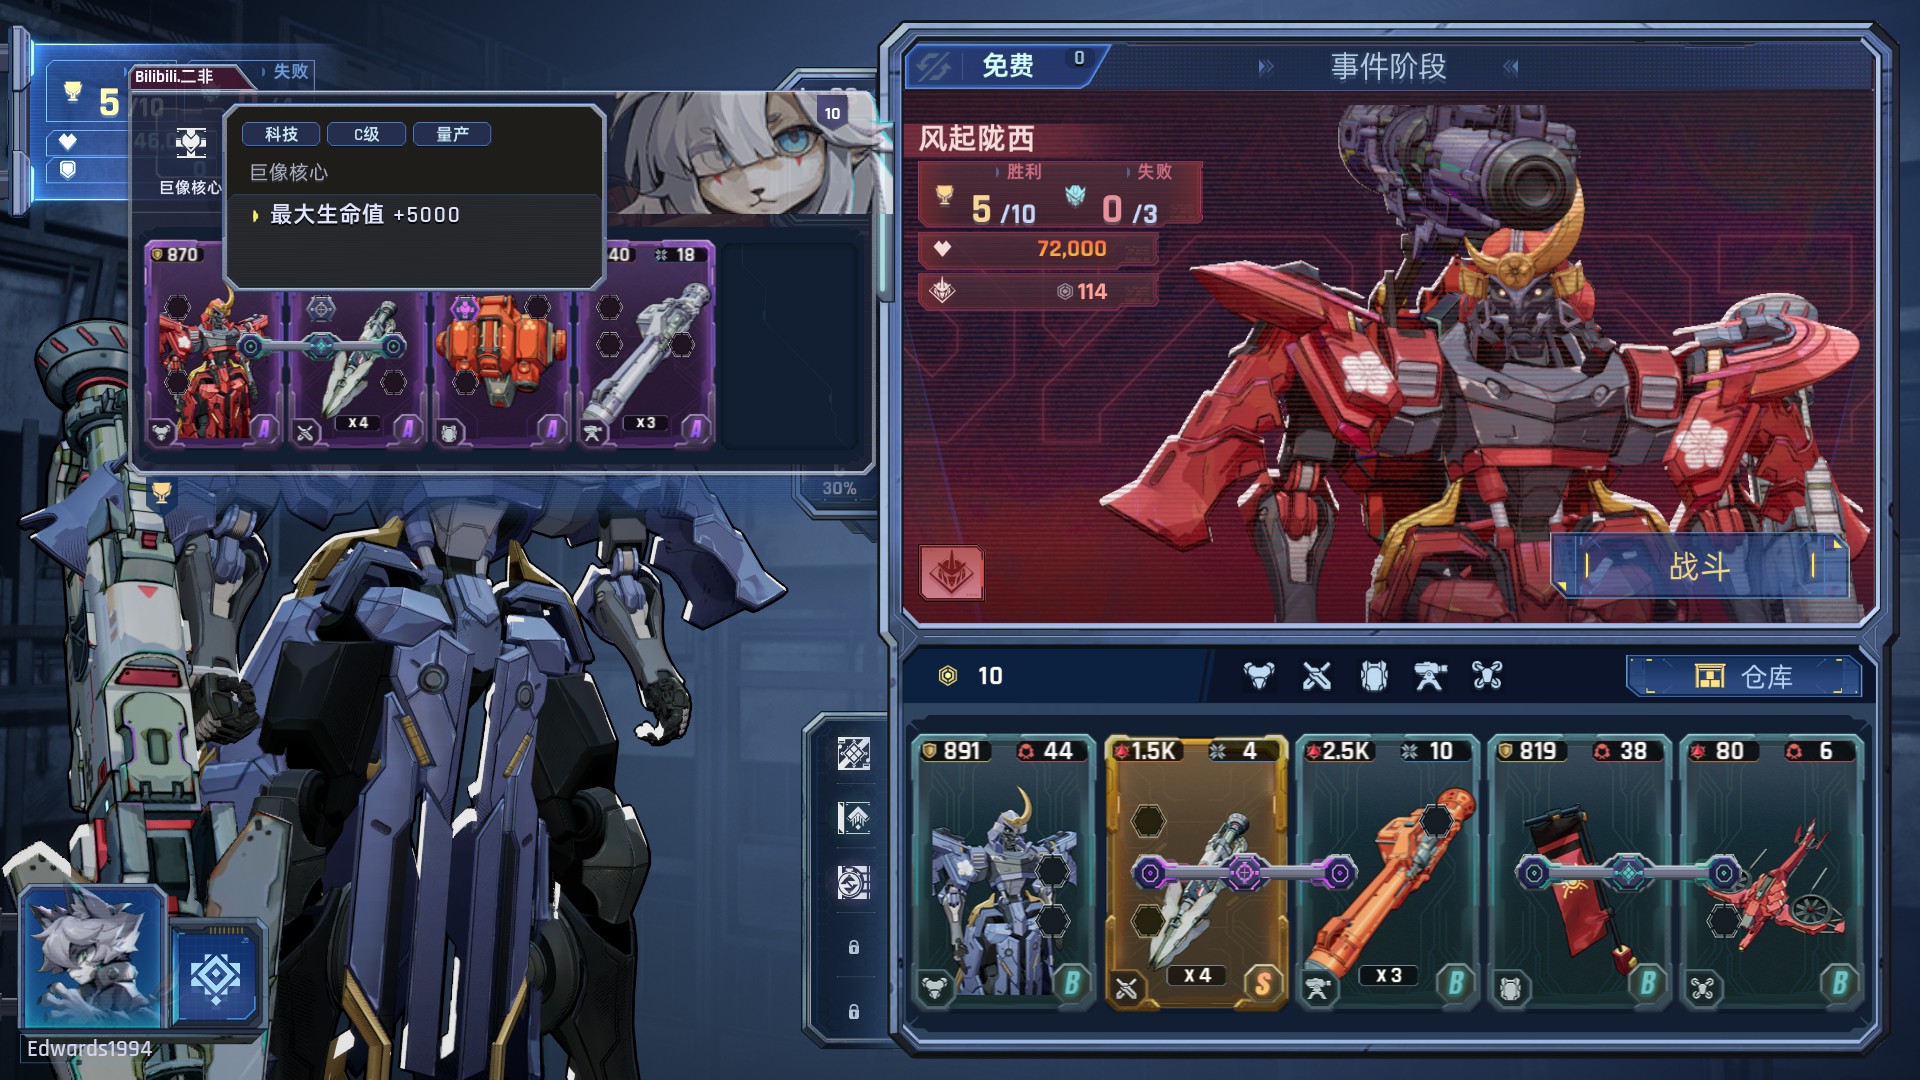 失败
5 /10
Bilibili.二非
10
科技
C级
量产
巨像核心
最大生命值 +5000
巨像核心
870
40
18
x4
x3
A
A
A
A
30%
Edwards1994
免费
0
事件阶段
风起陇西
胜利
失败
5 /10
0 /3
72,000
114
战斗
10
仓库
891
44
1.5K
4
2.5K
10
819
38
80
6
x4
x3
B
S
B
B
B